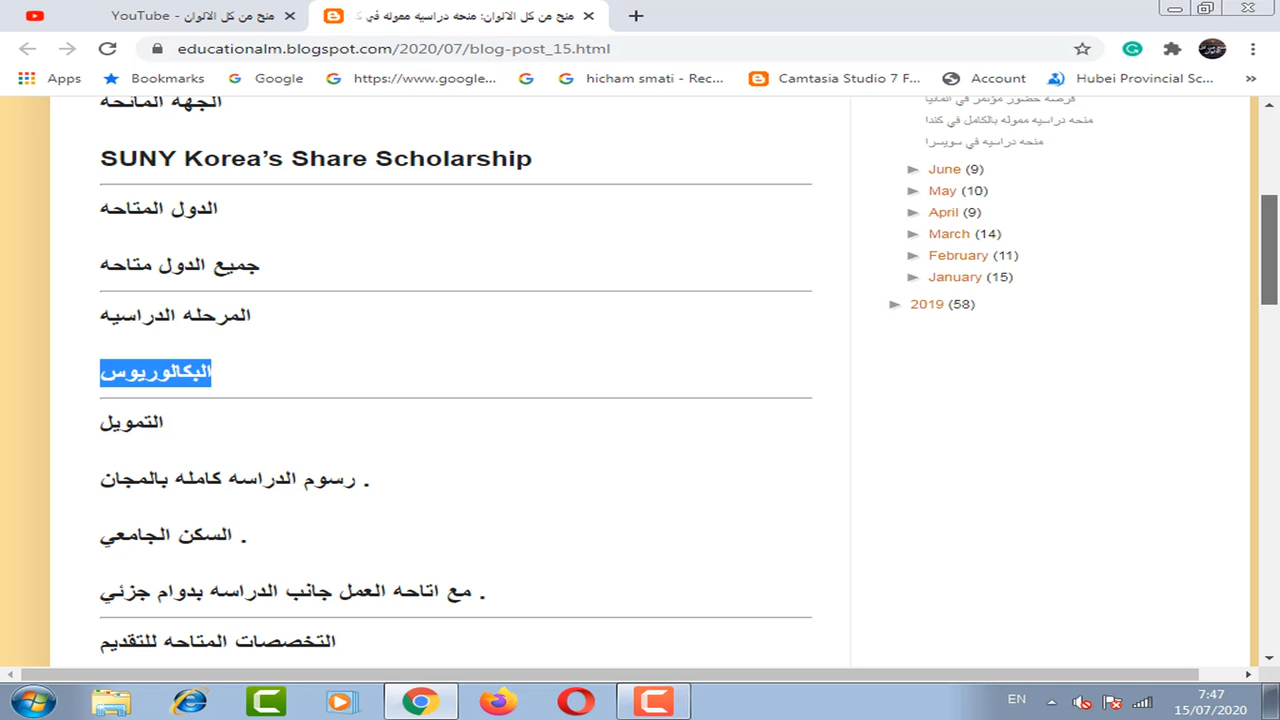 منح من كل الالوان - YouTube
منح من كل الالوان: منحه دراسيه مموله في ك
educationalm.blogspot.com/2020/07/blog-post_15.html
Apps Bookmarks Google https://www.google... hicham smati - Rec... Camtasia Studio 7 F... Account Hubei Provincial Sc... »
الجهه المانحه
SUNY Korea’s Share Scholarship
الدول المتاحه
جميع الدول متاحه
المرحله الدراسيه
البكالوريوس
التمويل
رسوم الدراسه كامله بالمجان .
السكن الجامعي .
مع اتاحه العمل جانب الدراسه بدوام جزئي .
التخصصات المتاحه للتقديم
فرصه حضور مؤتمر في المانيا
منحه دراسيه مموله بالكامل في كندا
منحه دراسيه في سويسرا
► June (9)
► May (10)
► April (9)
► March (14)
► February (11)
► January (15)
► 2019 (58)
EN
7:47
15/07/2020